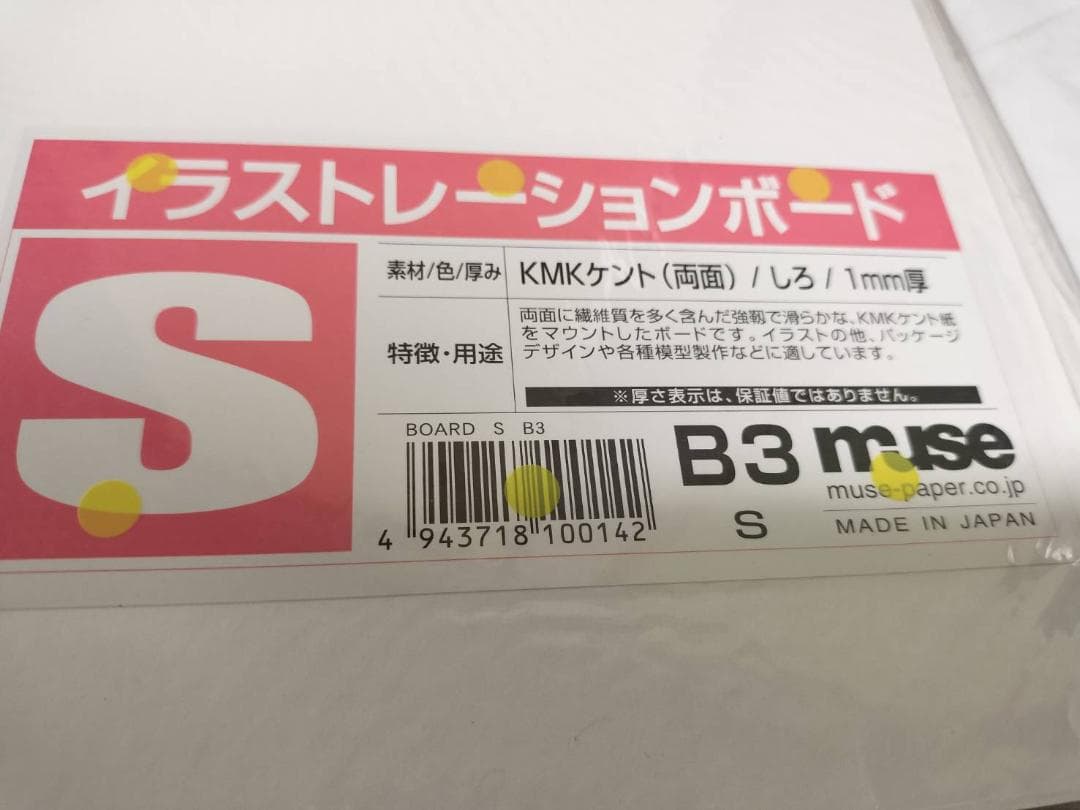 イラストレーションボード
S
素材/色/厚み
KMKケント(両面) / しろ / 1mm厚
特徴・用途
両面に繊維質を多く含んだ強靱で滑らかな、KMKケント紙
をマウントしたボードです。イラストの他、パッケージ
デザインや各種模型製作などに適しています。
※厚さ表示は、保証値ではありません。
BOARD S B3
4 943718 100142
B3
S
muse
muse-paper.co.jp
MADE IN JAPAN